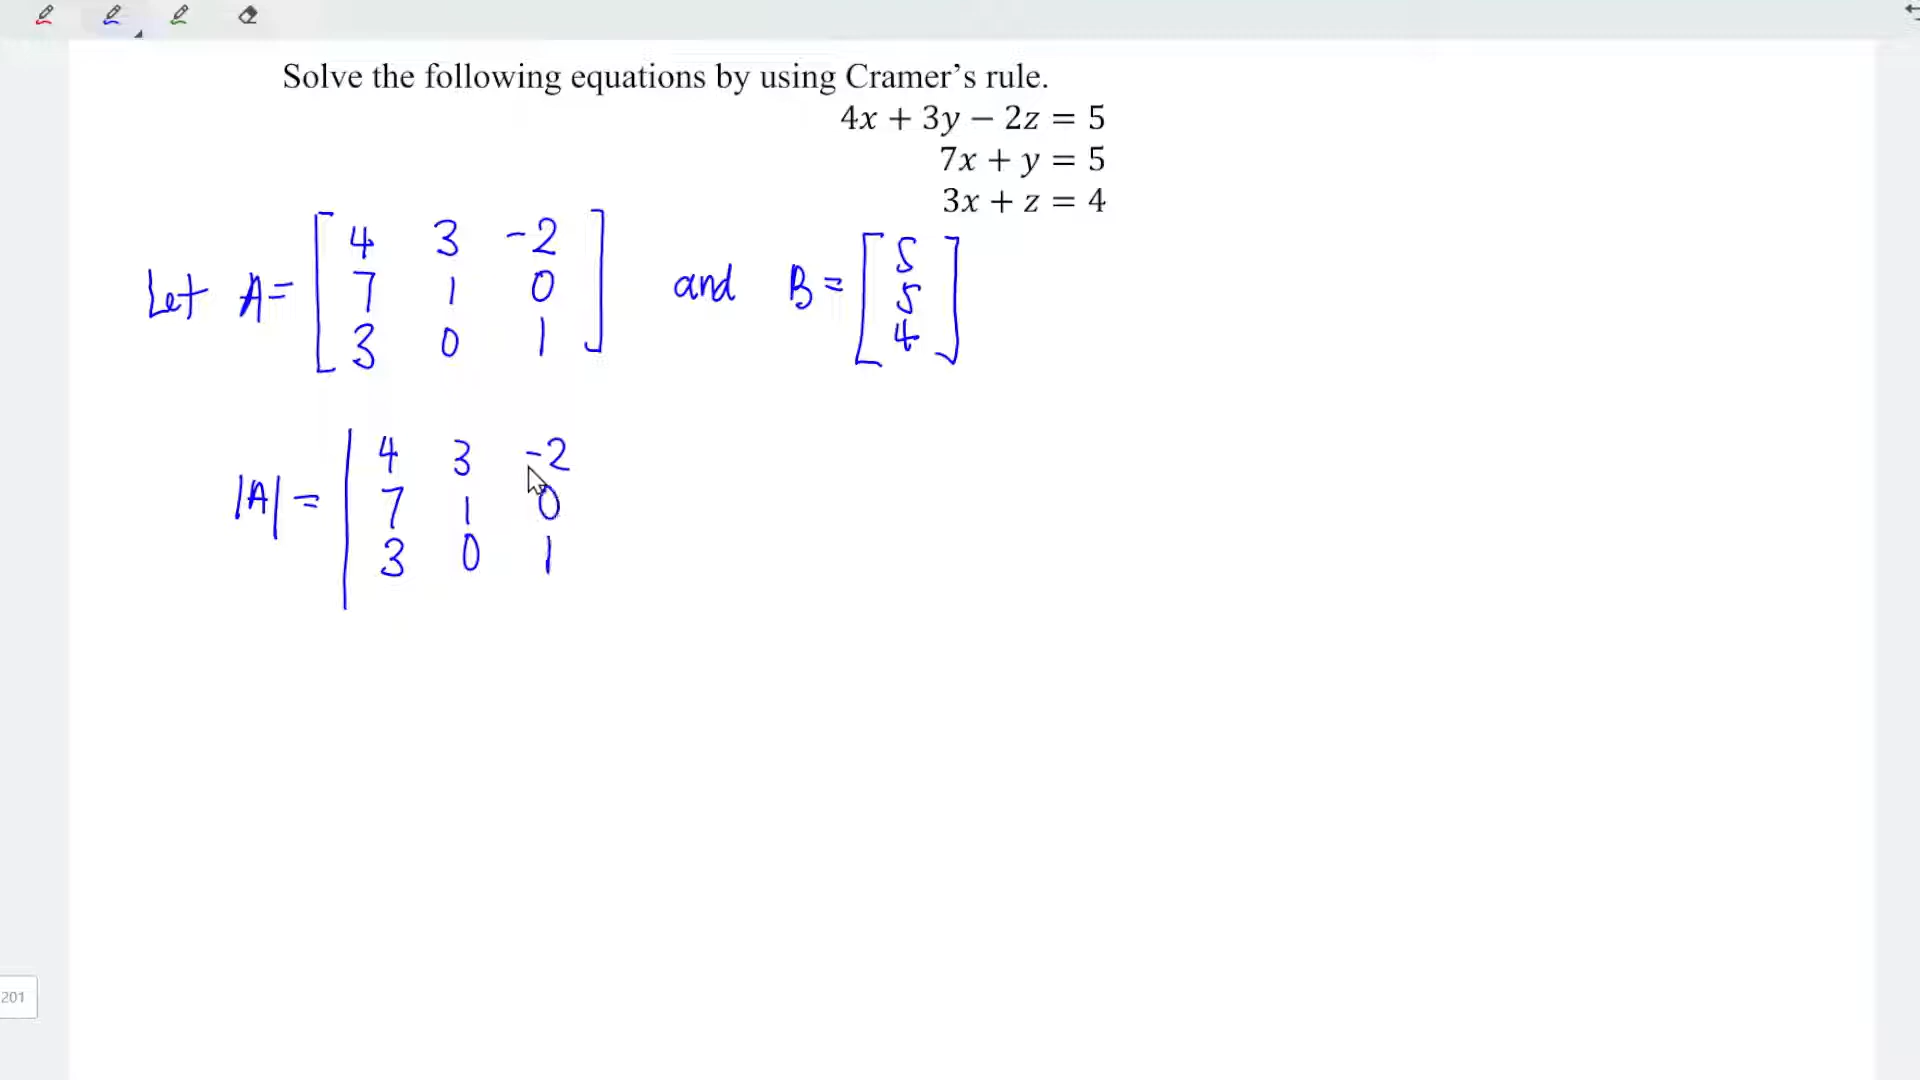 Solve the following equations by using Cramer’s rule.
4x + 3y − 2z = 5
7x + y = 5
3x + z = 4
Let A = [ 4 3 -2 ] and B = [ 5 ]
7 1 0 5
3 0 1 4
|A| = | 4 3 -2
7 1 0
3 0 1
201